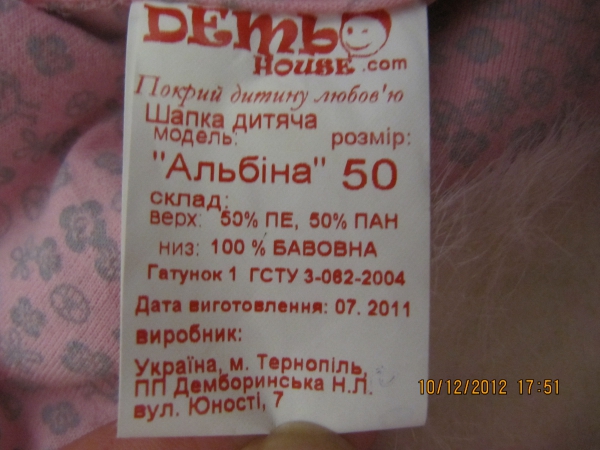 DEMЬ
HOUSE.com
Покрий дитину любов'ю
Шапка дитяча
модель: розмір:
"Альбіна" 50
склад:
верх: 50% ПЕ, 50% ПАН
низ: 100 % БАВОВНА
Гатунок 1 ГСТУ 3-062-2004
Дата виготовлення: 07. 2011
виробник:
Україна, м. Тернопіль,
ПП Демборинська Н.Л.
вул. Юності, 7
10/12/2012 17:51